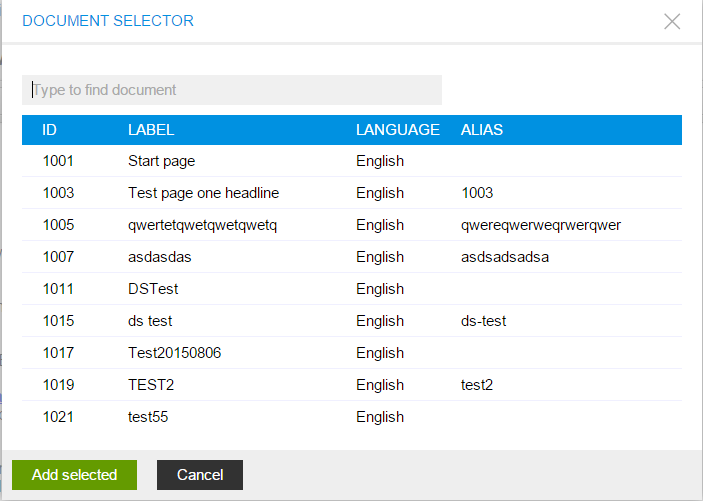 DOCUMENT SELECTOR
Type to find document
ID LABEL LANGUAGE ALIAS
1001 Start page English
1003 Test page one headline English 1003
1005 qwertetqwetqwetqwetq English qwereqwerweqrwerqwer
1007 asdasdas English asdsadsadsa
1011 DSTest English
1015 ds test English ds-test
1017 Test20150806 English
1019 TEST2 English test2
1021 test55 English
Add selected Cancel